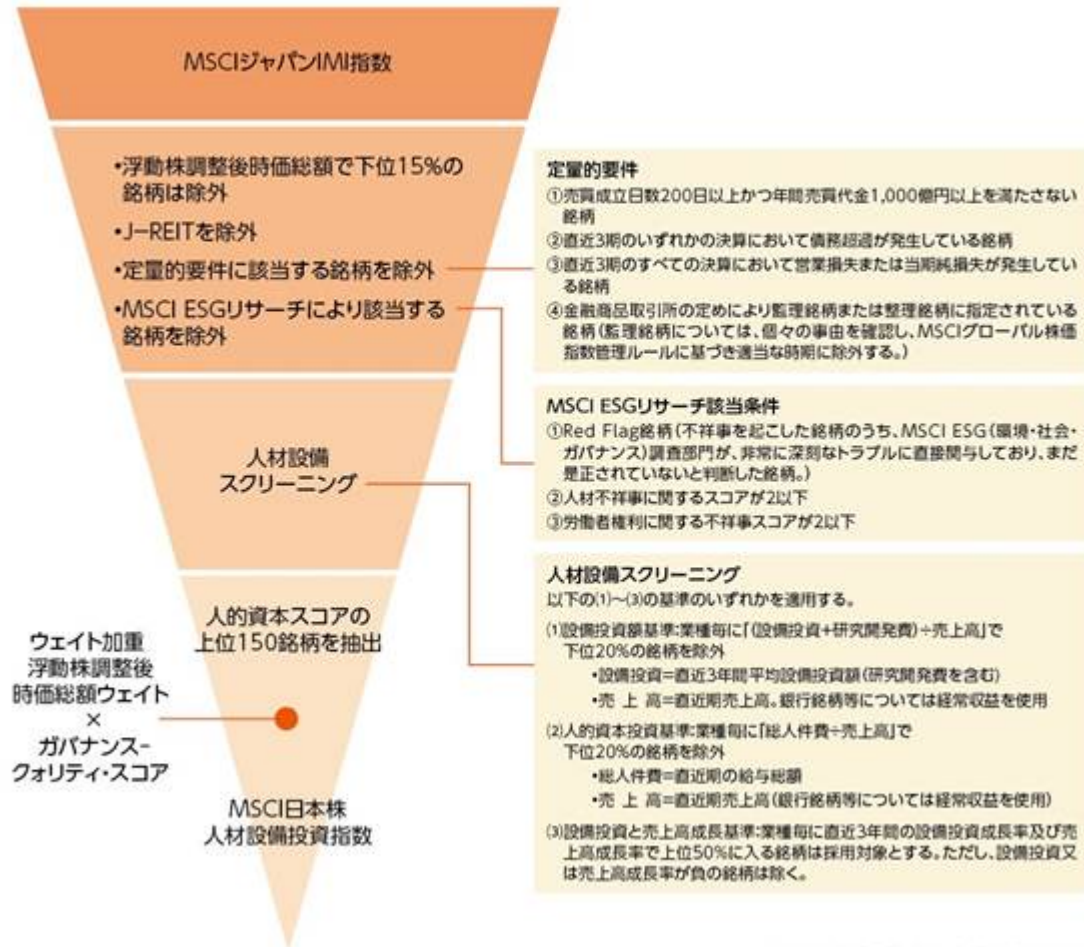 MSCIジャパンIMI指数
•浮動株調整後時価総額で下位15%の
銘柄は除外
•J-REITを除外
•定量的要件に該当する銘柄を除外
•MSCI ESGリサーチにより該当する
銘柄を除外
定量的要件
①売買成立日数200日以上かつ年間売買代金1,000億円以上を満たさない
銘柄
②直近3期のいずれかの決算において債務超過が発生している銘柄
③直近3期のすべての決算において営業損失または当期純損失が発生してい
る銘柄
④金融商品取引所の定めにより監理銘柄または整理銘柄に指定されている
銘柄(監理銘柄については、個々の事由を確認し、MSCIグローバル株価
指数管理ルールに基づき適当な時期に除外する。)
人材設備
スクリーニング
MSCI ESGリサーチ該当条件
①Red Flag銘柄(不祥事を起こした銘柄のうち、MSCI ESG(環境・社会・
ガバナンス)調査部門が、非常に深刻なトラブルに直接関与しており、まだ
是正されていないと判断した銘柄。)
②人材不祥事に関するスコアが2以下
③労働者権利に関する不祥事スコアが2以下
人的資本スコアの
上位150銘柄を抽出
ウェイト加重
浮動株調整後
時価総額ウェイト
×
ガバナンス-
クォリティ・スコア
MSCI日本株
人材設備投資指数
人材設備スクリーニング
以下の(1)〜(3)の基準のいずれかを適用する。
(1)設備投資額基準:業種毎に「(設備投資+研究開発費)÷売上高」で
下位20%の銘柄を除外
•設備投資=直近3年間平均設備投資額(研究開発費を含む)
•売 上 高=直近期売上高。銀行銘柄等については経常収益を使用
(2)人的資本投資基準:業種毎に「総人件費÷売上高」で
下位20%の銘柄を除外
•総人件費=直近期の給与総額
•売 上 高=直近期売上高(銀行銘柄等については経常収益を使用)
(3)設備投資と売上高成長基準:業種毎に直近3年間の設備投資成長率及び売
上高成長率で上位50%に入る銘柄は採用対象とする。ただし、設備投資又
は売上高成長率が負の銘柄は除く。